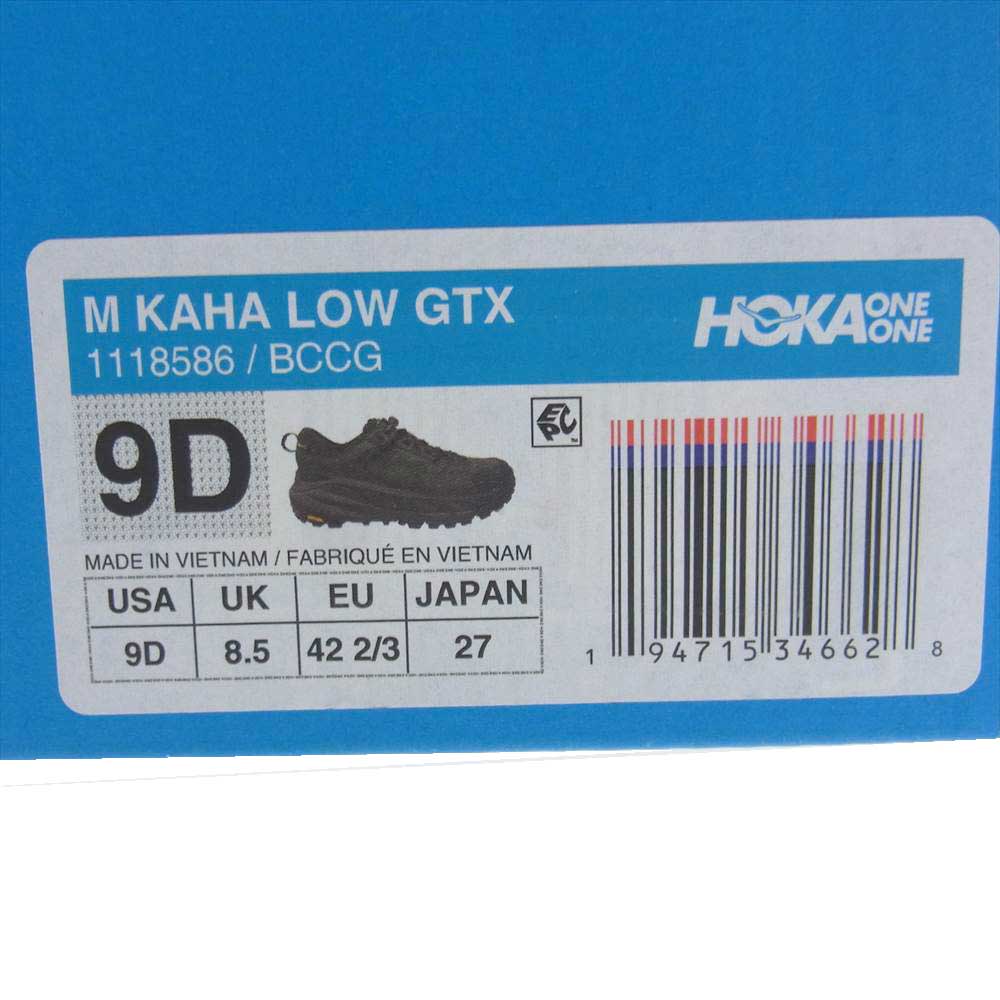 M KAHA LOW GTX
1118586 / BCCG
HOKA ONE ONE
9D
EPC™
MADE IN VIETNAM / FABRIQUÉ EN VIETNAM
USA UK EU JAPAN
9D 8.5 42 2/3 27
1 94715 34662 8